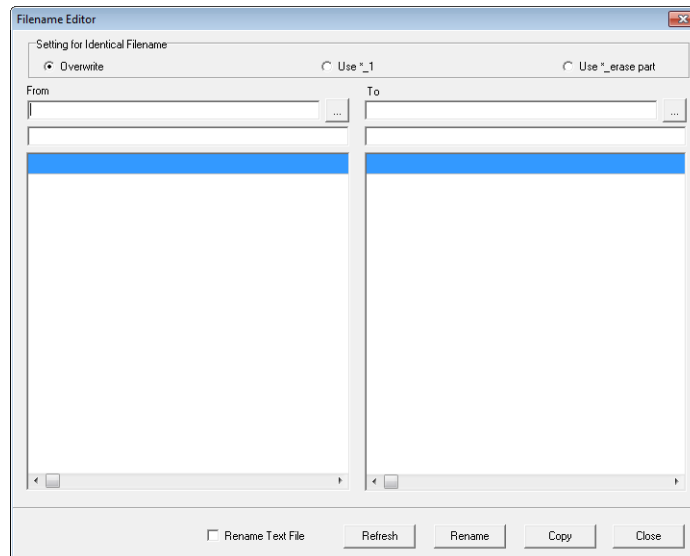 Filename Editor
Setting for Identical Filename
Overwrite
Use *_1
Use *_erase part
From
To
...
...
Rename Text File
Refresh
Rename
Copy
Close